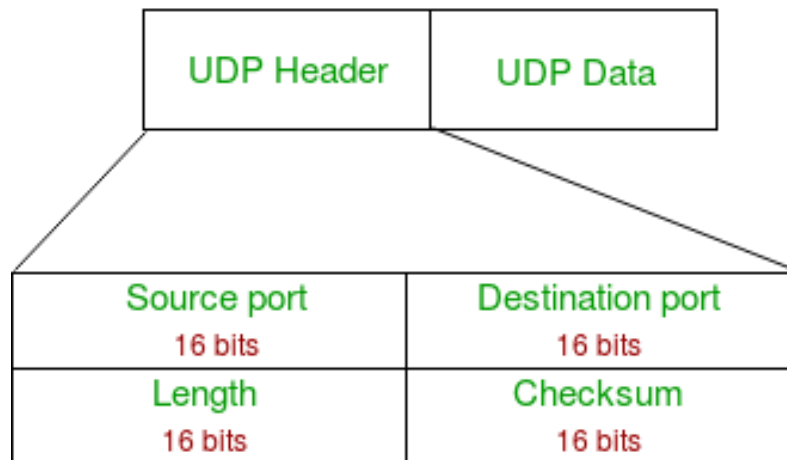 UDP Header UDP Data
Source port Destination port
16 bits 16 bits
Length Checksum
16 bits 16 bits